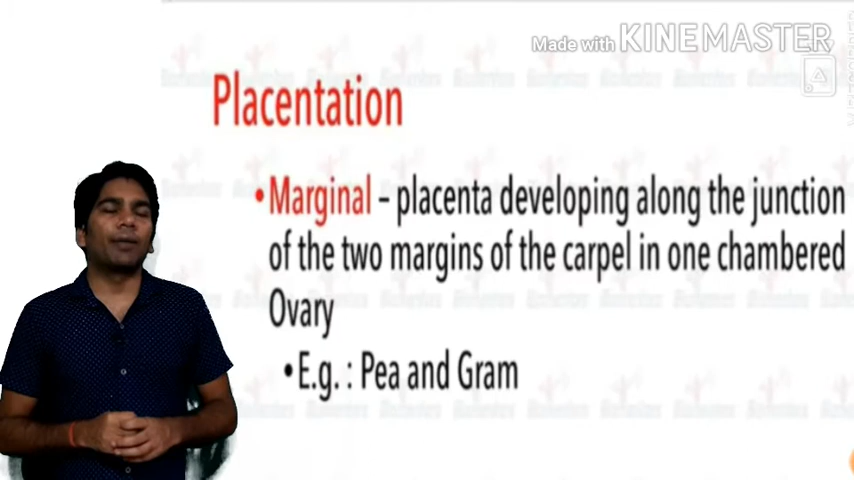 Made with KINEMASTER
Placentation
•Marginal – placenta developing along the junction
of the two margins of the carpel in one chambered
Ovary
•E.g. : Pea and Gram